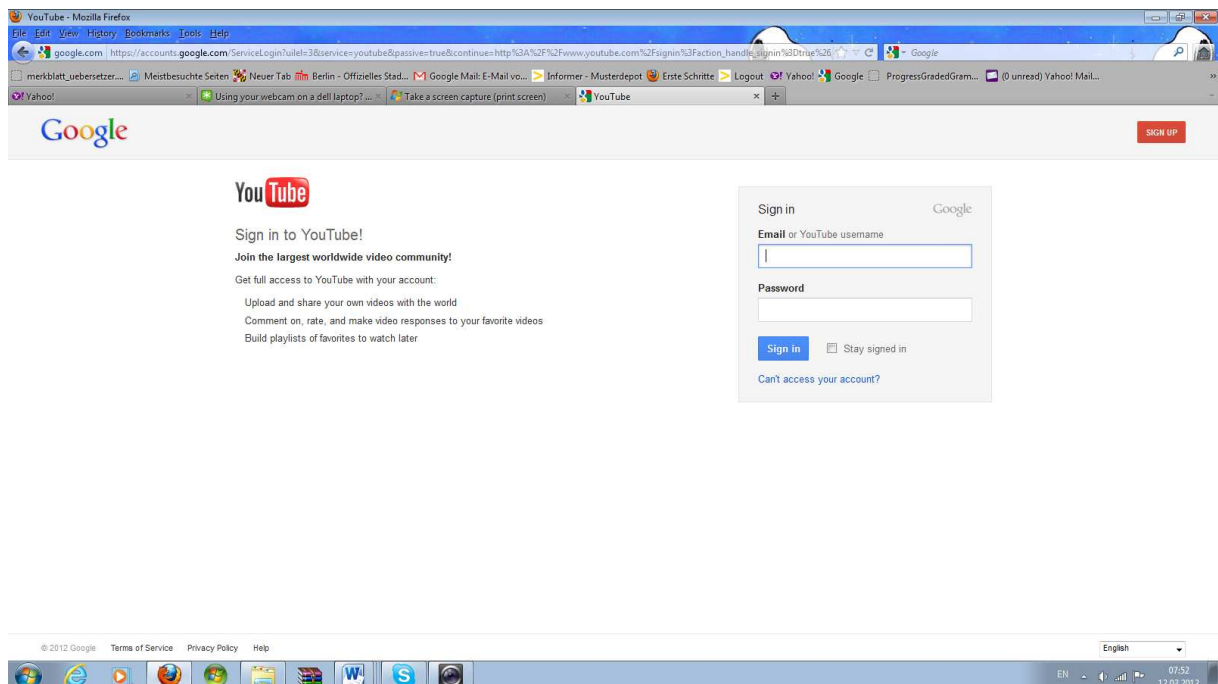 YouTube - Mozilla Firefox
File Edit View History Bookmarks Tools Help
google.com https://accounts.google.com/ServiceLogin?uilel=3&service=youtube&passive=true&continue=http%3A%2F%2Fwww.youtube.com%2Fsignin%3Faction_handle_signin%3Dtrue%26 Google
merkblatt_uebersetzer.... Meistbesuchte Seiten Neuer Tab Berlin - Offizielles Stad... Google Mail: E-Mail vo... Informer - Musterdepot Erste Schritte Logout Yahoo! Google ProgressGradedGram... (0 unread) Yahoo! Mail...
Yahoo! Using your webcam on a dell laptop? ... Take a screen capture (print screen) YouTube
Google SIGN UP
YouTube
Sign in to YouTube!
Join the largest worldwide video community!
Get full access to YouTube with your account:
Upload and share your own videos with the world
Comment on, rate, and make video responses to your favorite videos
Build playlists of favorites to watch later
Sign in Google
Email or YouTube username
Password
Sign in Stay signed in
Can't access your account?
© 2012 Google Terms of Service Privacy Policy Help English
EN 07:52
12.03.2012